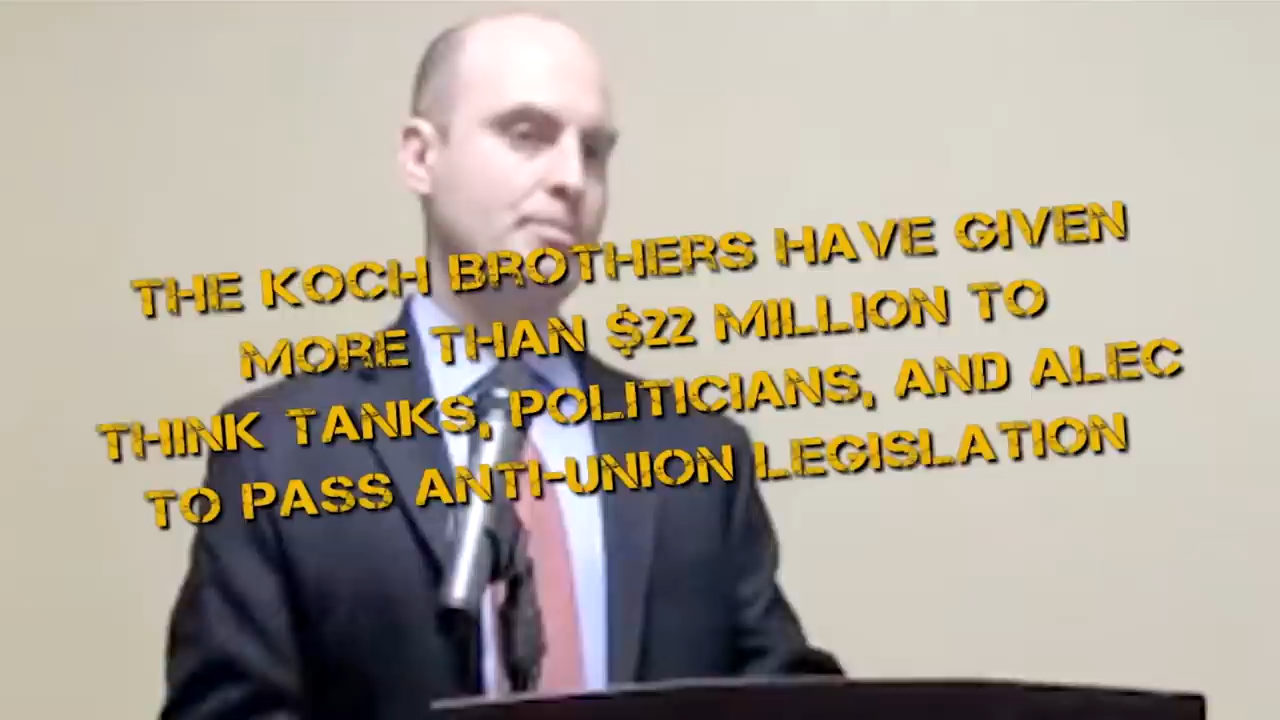 THE KOCH BROTHERS HAVE GIVEN
MORE THAN $22 MILLION TO
THINK TANKS, POLITICIANS, AND ALEC
TO PASS ANTI-UNION LEGISLATION